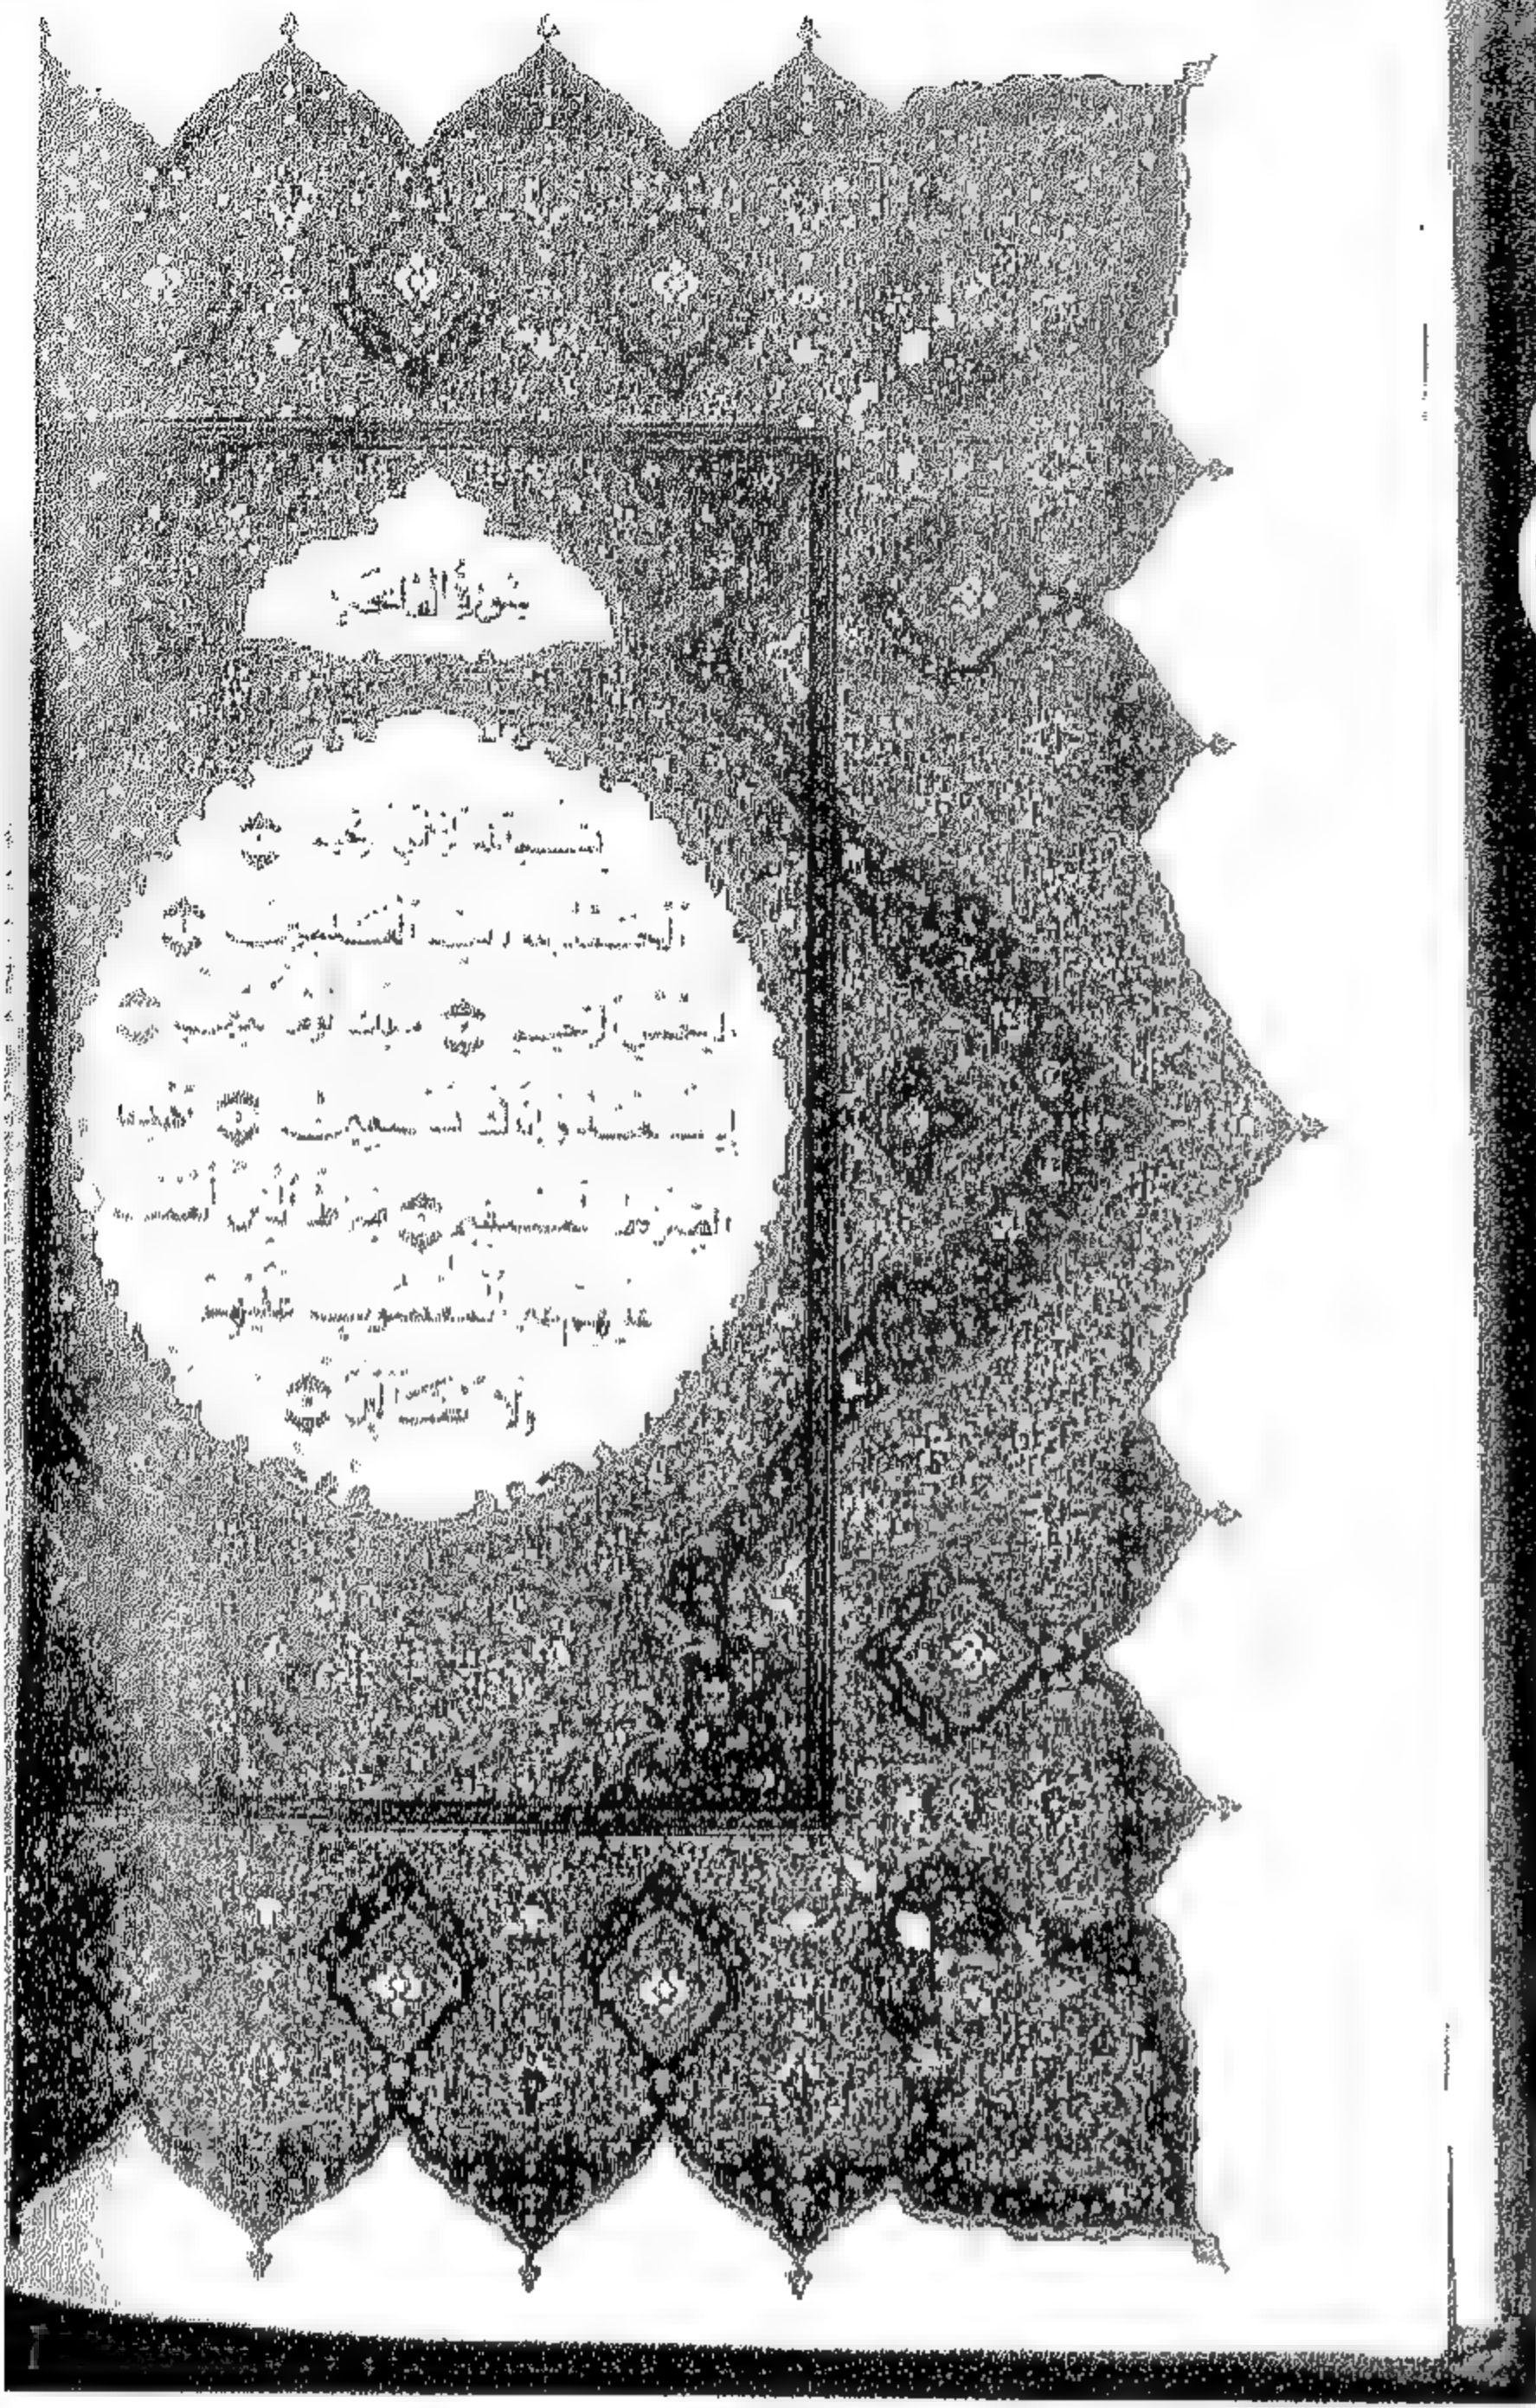 سورة الفاتحة
بسم الله الرحمن الرحيم
الحمد لله رب العالمين
الرحمن الرحيم ملك يوم الدين
إياك نعبد وإياك نستعين اهدنا
الصراط المستقيم صراط الذين أنعمت
عليهم غير المغضوب عليهم
ولا الضالين